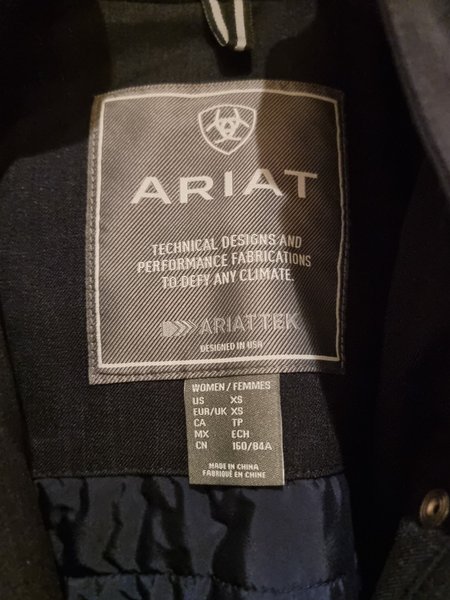 ARIAT
TECHNICAL DESIGNS AND
PERFORMANCE FABRICATIONS
TO DEFY ANY CLIMATE.
ARIATTEK
DESIGNED IN USA
WOMEN / FEMMES
US XS
EUR/UK XS
CA TP
MX ECH
CN 160/84A
MADE IN CHINA
FABRIQUÉ EN CHINE